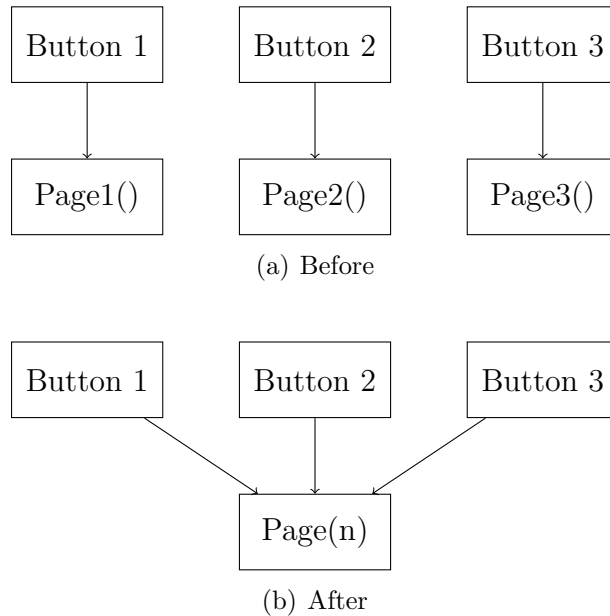 Button 1 Button 2 Button 3
Page1() Page2() Page3()
(a) Before
Button 1 Button 2 Button 3
Page(n)
(b) After